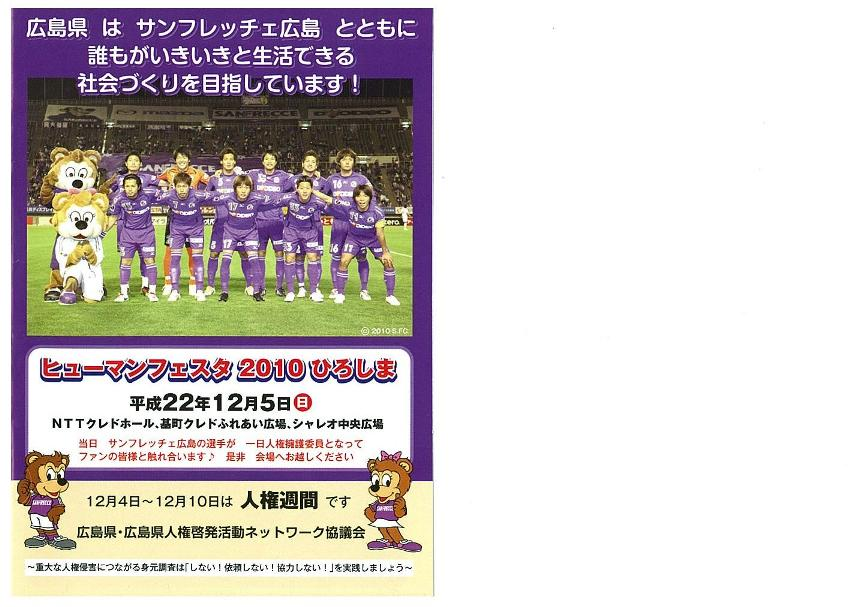 広島県 は サンフレッチェ広島 とともに
誰もがいきいきと生活できる
社会づくりを目指しています！
mazda
SANFRECCE
© 2010 S.FC
ヒューマンフェスタ 2010 ひろしま
平成22年12月5日 日
NTTクレドホール、基町クレドふれあい広場、シャレオ中央広場
当日 サンフレッチェ広島の選手が 一日人権擁護委員となって
ファンの皆様と触れ合います♪ 是非 会場へお越しください
12月4日～12月10日は 人権週間 です
広島県・広島県人権啓発活動ネットワーク協議会
～重大な人権侵害につながる身元調査は「しない！依頼しない！協力しない！」を実践しましょう～